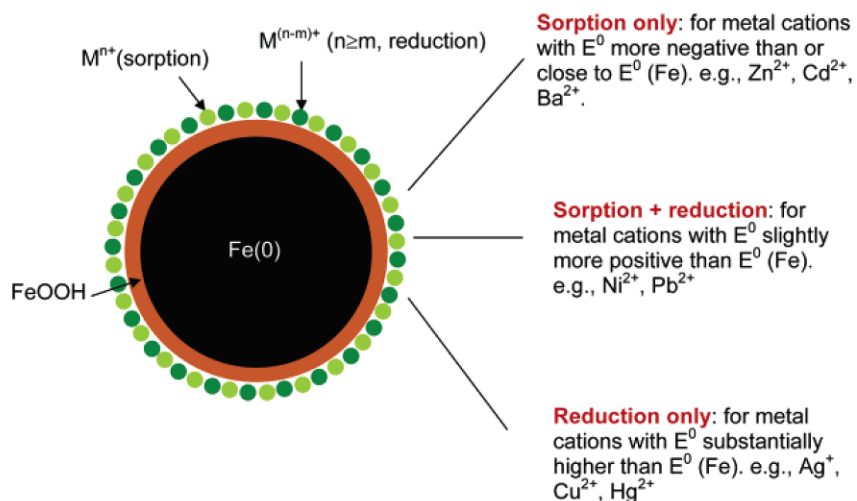 M^{n+}(sorption)
M^{(n-m)+} (n≥m, reduction)
Fe(0)
FeOOH
Sorption only: for metal cations
with E^0 more negative than or
close to E^0 (Fe). e.g., Zn^{2+}, Cd^{2+},
Ba^{2+}.
Sorption + reduction: for
metal cations with E^0 slightly
more positive than E^0 (Fe).
e.g., Ni^{2+}, Pb^{2+}
Reduction only: for metal
cations with E^0 substantially
higher than E^0 (Fe). e.g., Ag^+,
Cu^{2+}, Hg^{2+}